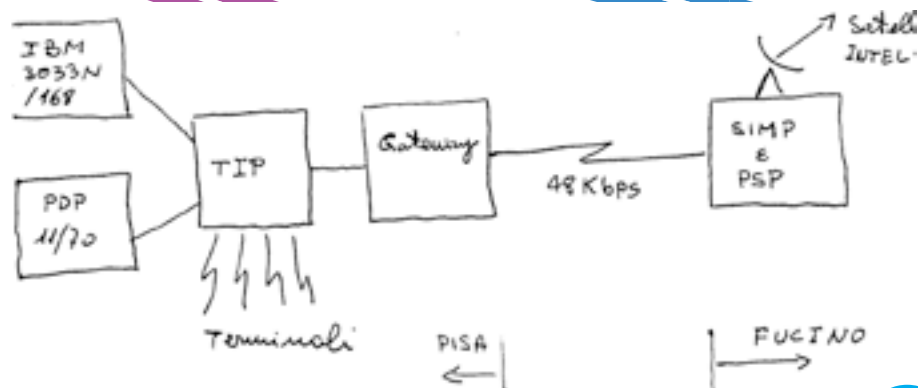 IBM
3033N
/168
PDP
11/70
TIP
Terminali
Gateway
48 Kbps
SIMP
E
PSP
PISA
FUCINO